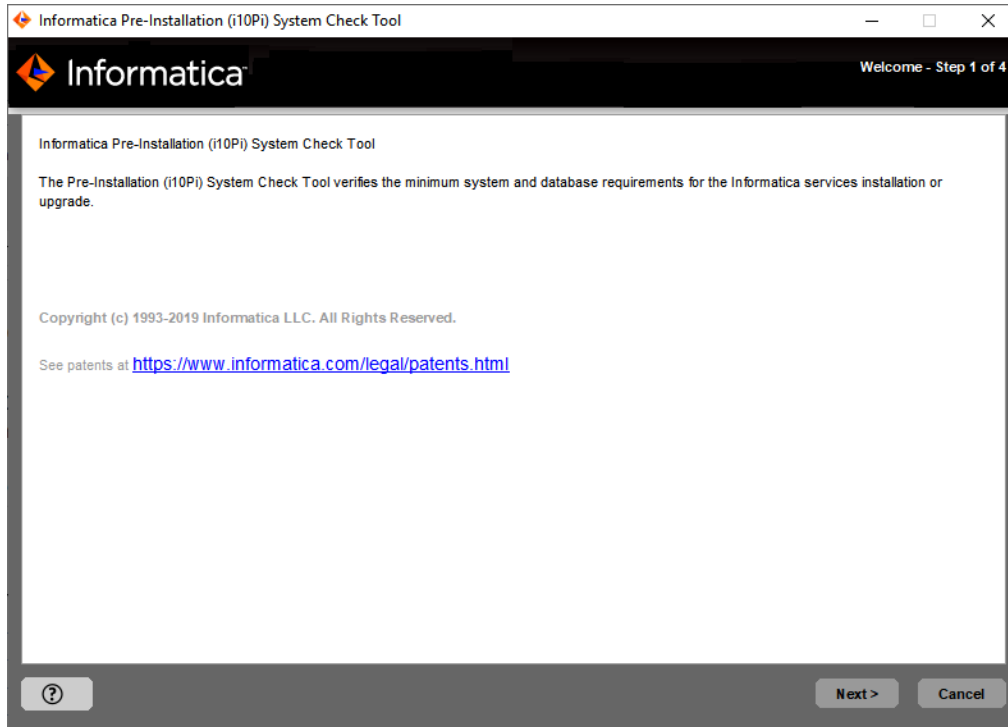 Informatica Pre-Installation (i10Pi) System Check Tool
Informatica
Welcome - Step 1 of 4
Informatica Pre-Installation (i10Pi) System Check Tool
The Pre-Installation (i10Pi) System Check Tool verifies the minimum system and database requirements for the Informatica services installation or
upgrade.
Copyright (c) 1993-2019 Informatica LLC. All Rights Reserved.
See patents at https://www.informatica.com/legal/patents.html
?
Next >
Cancel